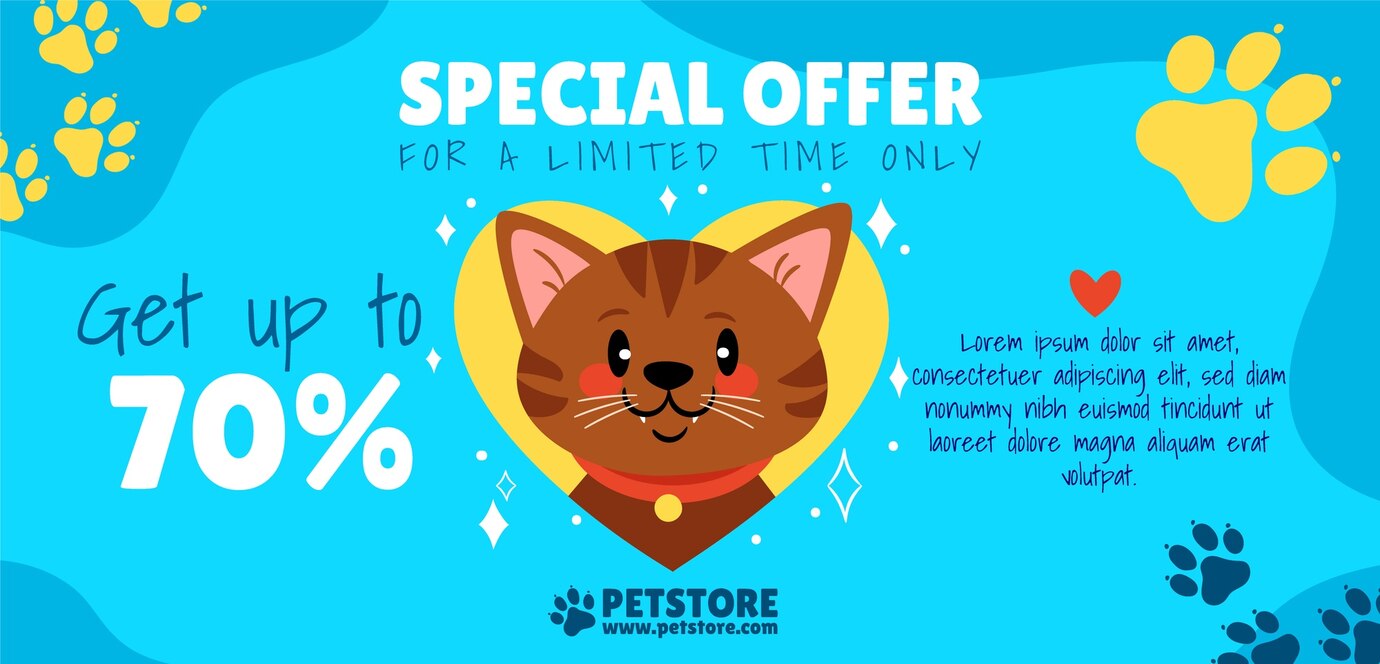 SPECIAL OFFER
FOR A LIMITED TIME ONLY
Get up to
70%
Lorem ipsum dolor sit amet,
consectetuer adipiscing elit, sed diam
nonummy nibh euismod tincidunt ut
laoreet dolore magna aliquam erat
volutpat.
PETSTORE
www.petstore.com